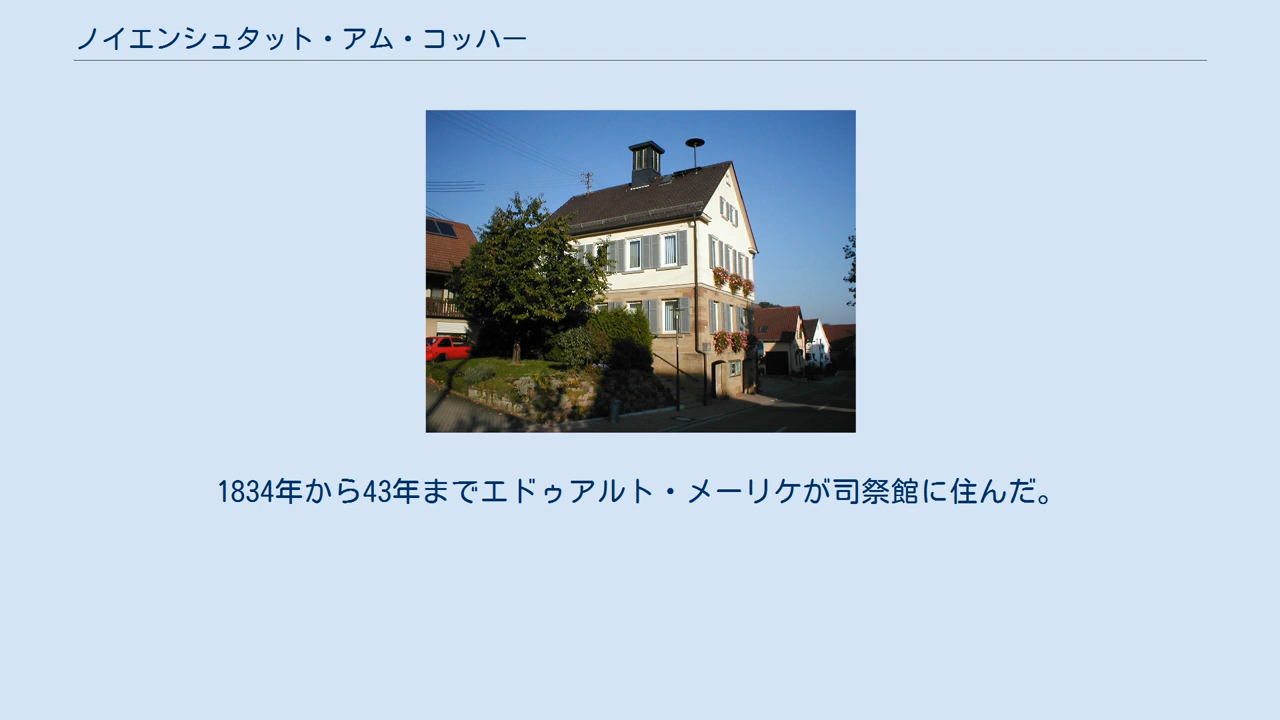 ノイエンシュタット・アム・コッハー
1834年から43年までエドゥアルト・メーリケが司祭館に住んだ。